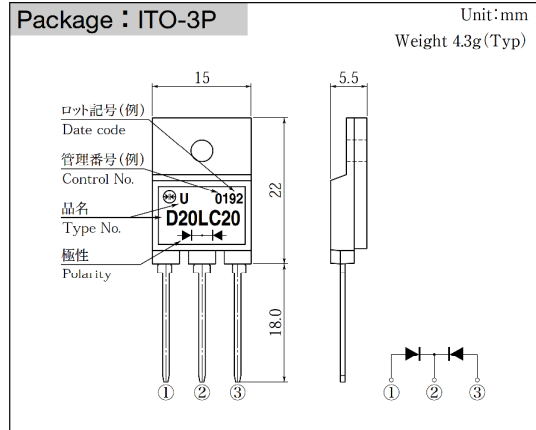 Package：ITO-3P
Unit:mm
Weight 4.3g(Typ)
15
5.5
ロット記号(例)
Date code
管理番号(例)
Control No.
品名
Type No.
極性
Polarity
U
0192
D20LC20
22
18.0
① ② ③
① ② ③